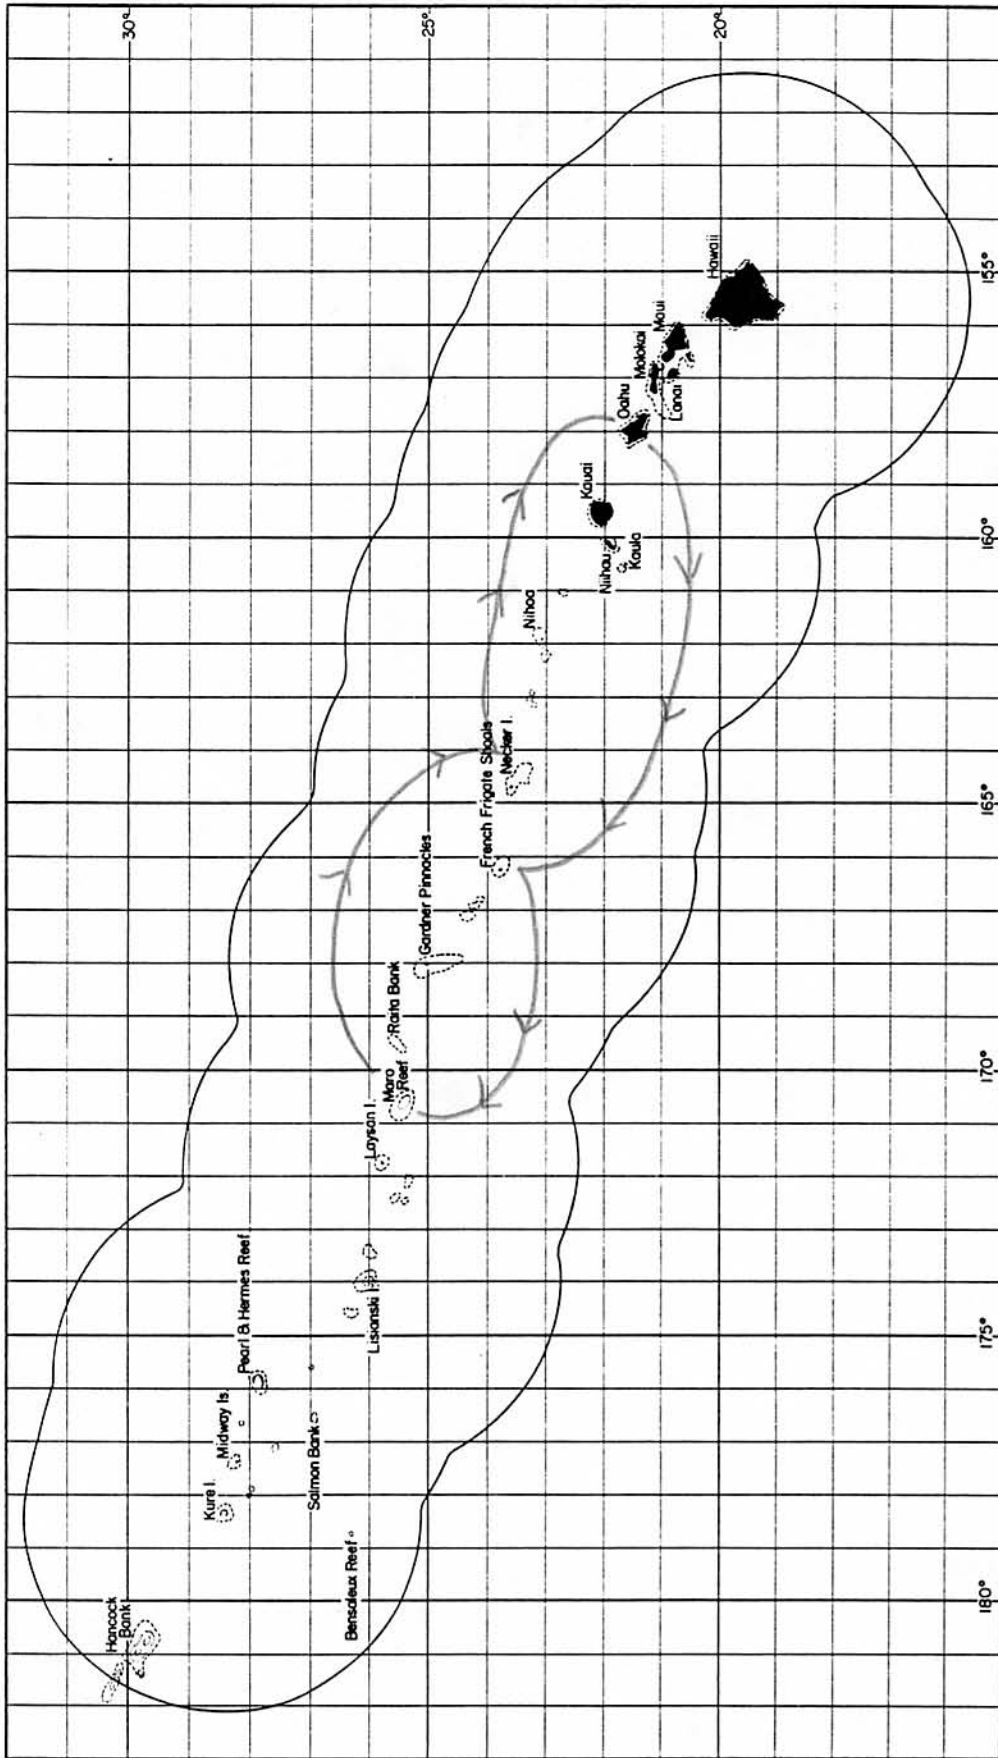 30°
25°
20°
155°
160°
165°
170°
175°
180°
Hancock
Bank
Kure I.
Midway Is.
Pearl & Hermes Reef
Salmon Bank
Bensaleux Reef
Lisianski I.
Laysan I.
Maro
Reef
Raita Bank
Gardner Pinnacles
French Frigate Shoals
Necker I.
Nihoa
Niihau
Kaula
Kauai
Oahu
Molokai
Lanai
Maui
Hawaii